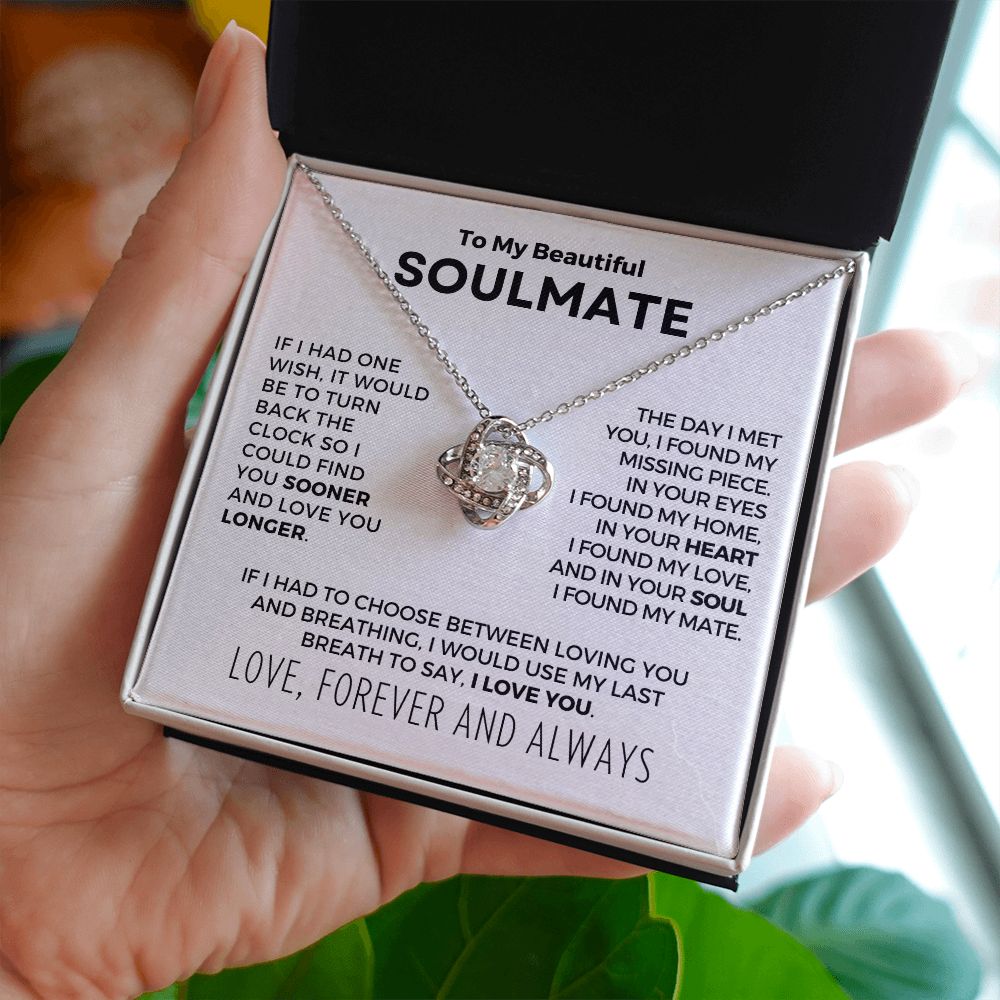 To My Beautiful
SOULMATE
IF I HAD ONE
WISH, IT WOULD
BE TO TURN
BACK THE
CLOCK SO I
COULD FIND
YOU SOONER
AND LOVE YOU
LONGER.
THE DAY I MET
YOU, I FOUND MY
MISSING PIECE.
IN YOUR EYES
I FOUND MY HOME,
IN YOUR HEART
I FOUND MY LOVE,
AND IN YOUR SOUL
I FOUND MY MATE.
IF I HAD TO CHOOSE BETWEEN LOVING YOU
AND BREATHING, I WOULD USE MY LAST
BREATH TO SAY, I LOVE YOU.
LOVE, FOREVER AND ALWAYS